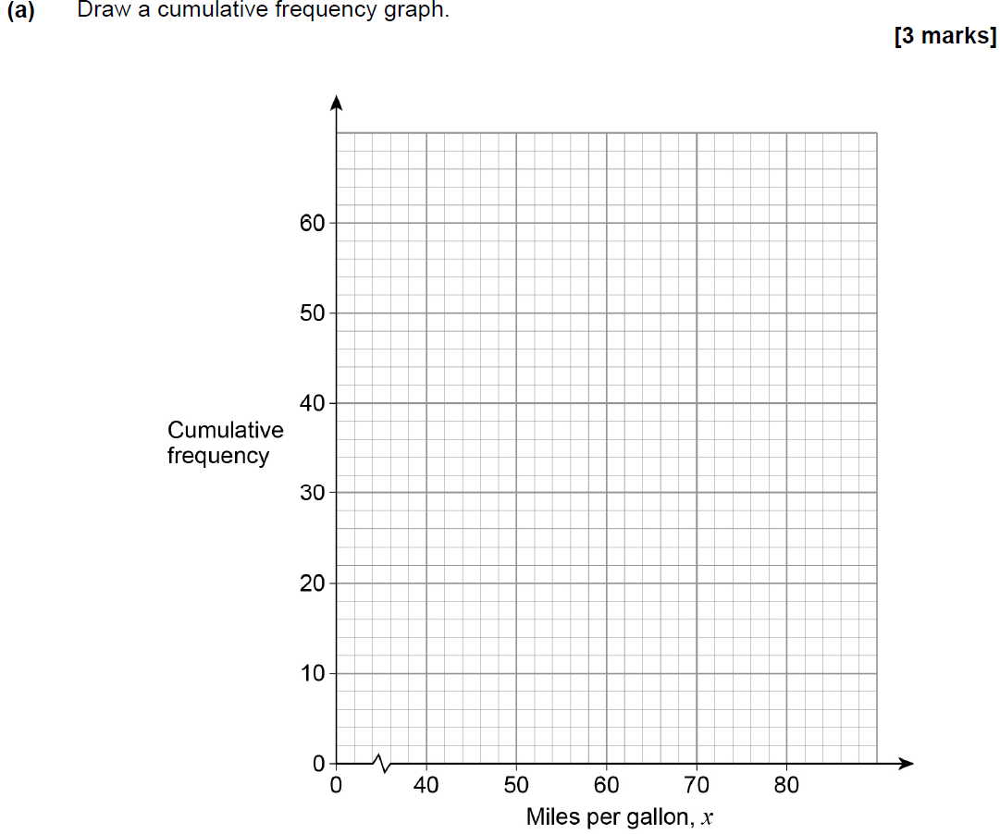 (a) Draw a cumulative frequency graph.
[3 marks]
60
50
40
Cumulative
frequency
30
20
10
0
0 40 50 60 70 80
Miles per gallon, x